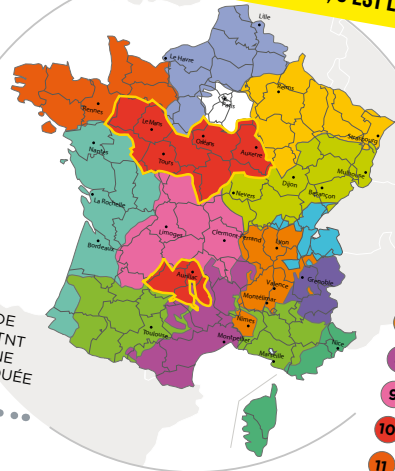 , C'EST L
Lille
Le Havre
Reims
Paris
Rennes
Le Mans
Strasbourg
Orléans
Auxerre
Nantes
Tours
Mulhouse
Dijon
Besançon
Nevers
La Rochelle
Limoges
Clermont-Ferrand
Lyon
Bordeaux
Aurillac
Grenoble
Valence
Montélimar
DE
NT
NE
QUÉE
Nîmes
Toulouse
Montpellier
Nice
Marseille
9
10
11